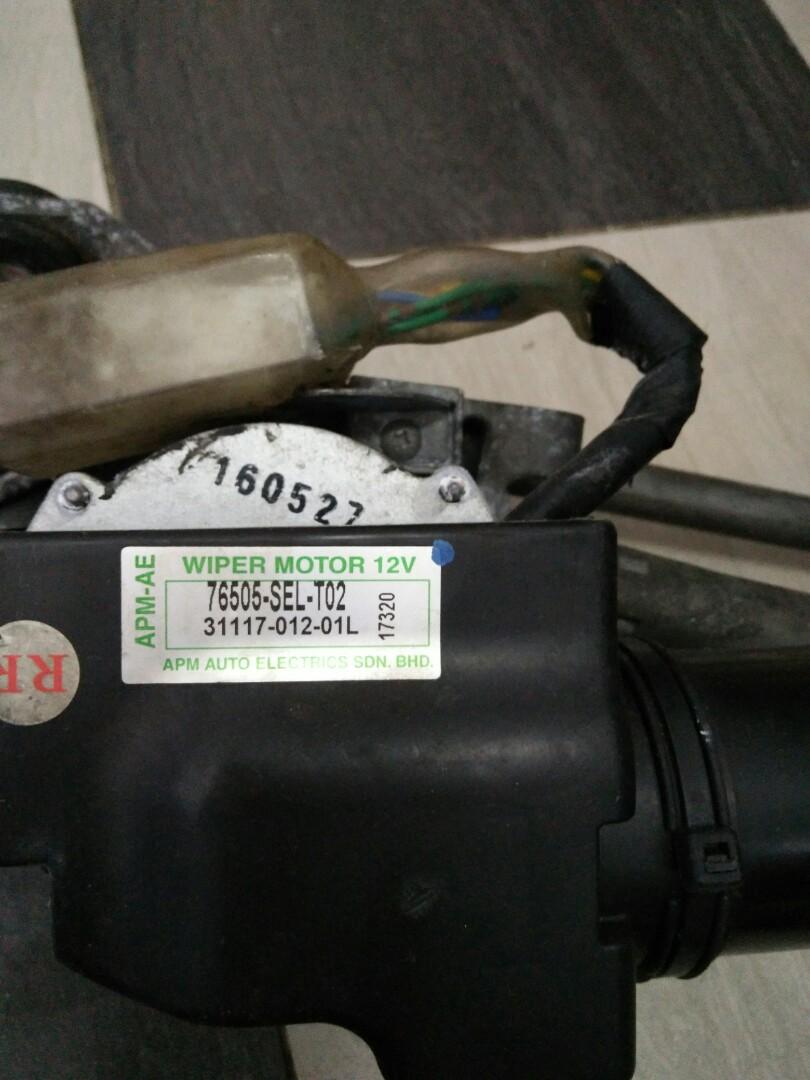 160527
APM-AE
WIPER MOTOR 12V
76505-SEL-T02
31117-012-01L
17320
APM AUTO ELECTRICS SDN. BHD.